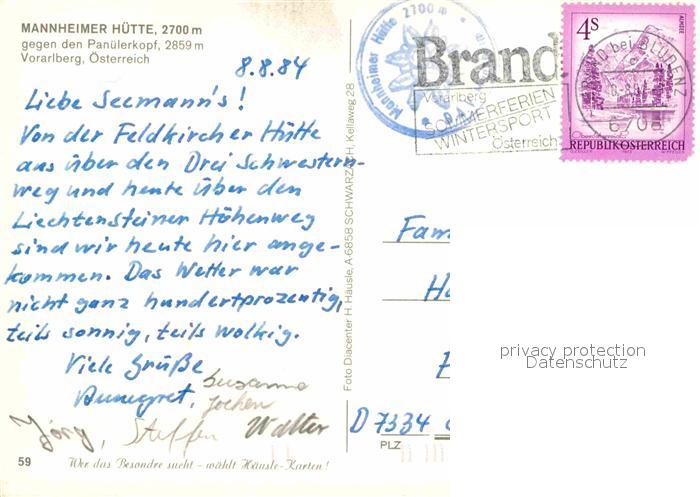 MANNHEIMER HÜTTE, 2700 m
gegen den Panülerkopf, 2859 m
Vorarlberg, Österreich
8.8.84
Liebe Seemann's!
Von der Feldkircher Hütte
aus über den Drei Schwestern-
weg und heute über den
Liechtensteiner Höhenweg
sind wir heute hier ange-
kommen. Das Wetter war
nicht ganz hundertprozentig,
teils sonnig, teils wolkig.
Viele Grüße
Annegret, Susanne
Jochen
Jörg, Steffen Walter
59
Wer das Besondre sucht - wählt Häusle-Karten!
Foto Diacenter H. Häusle, A 6858 SCHWARZACH, Kellaweg 28
Mannheimer Hütte 2700 m
Brand
Vorarlberg
SOMMERFERIEN
WINTERSPORT
Österreich
bei BLUDENZ
4S
ALMSEE
REPUBLIK ÖSTERREICH
Fam
D 7334
PLZ
privacy protection
Datenschutz